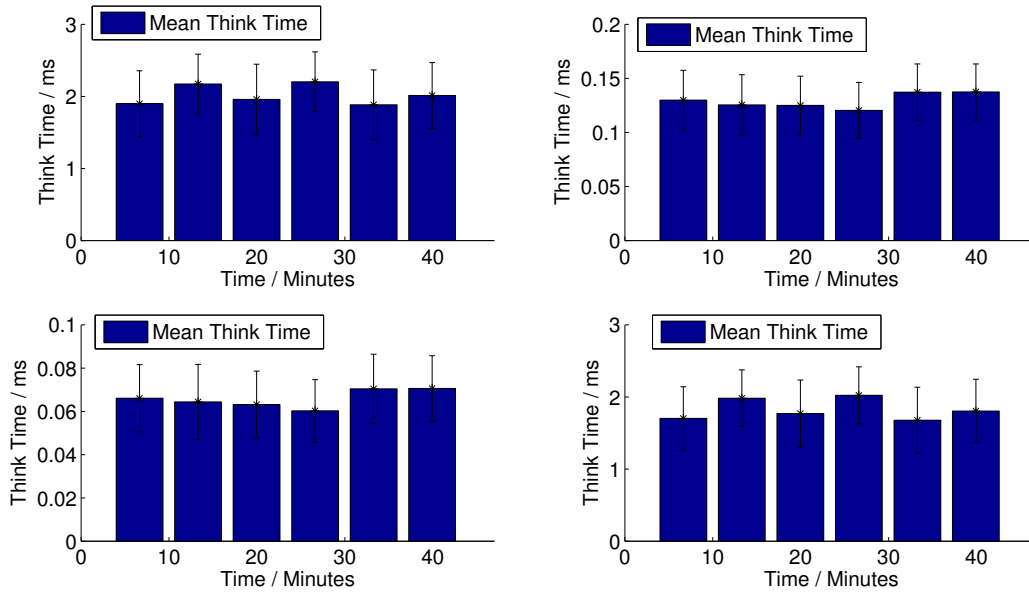 Mean Think Time
Think Time / ms
3
2
1
0
0 10 20 30 40
Time / Minutes
Mean Think Time
Think Time / ms
0.2
0.15
0.1
0.05
0
0 10 20 30 40
Time / Minutes
Mean Think Time
Think Time / ms
0.1
0.08
0.06
0.04
0.02
0
0 10 20 30 40
Time / Minutes
Mean Think Time
Think Time / ms
3
2
1
0
0 10 20 30 40
Time / Minutes